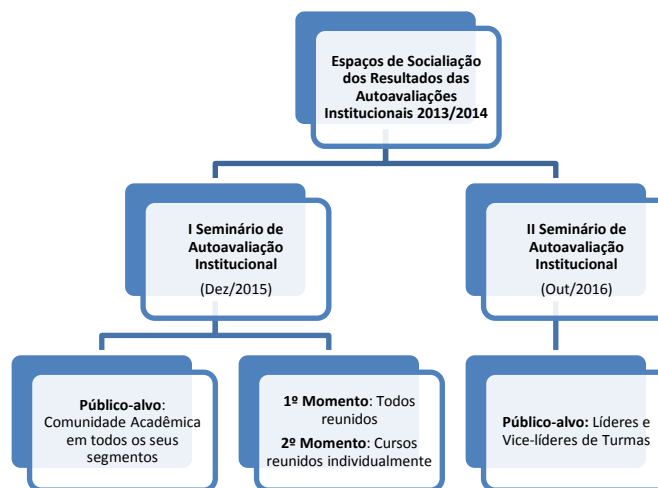 Espaços de Socialiação
dos Resultados das
Autoavaliações
Institucionais 2013/2014
I Seminário de
Autoavaliação
Institucional
(Dez/2015)
II Seminário de
Autoavaliação
Institucional
(Out/2016)
Público-alvo:
Comunidade Acadêmica
em todos os seus
segmentos
1º Momento: Todos
reunidos
2º Momento: Cursos
reunidos individualmente
Público-alvo: Líderes e
Vice-líderes de Turmas